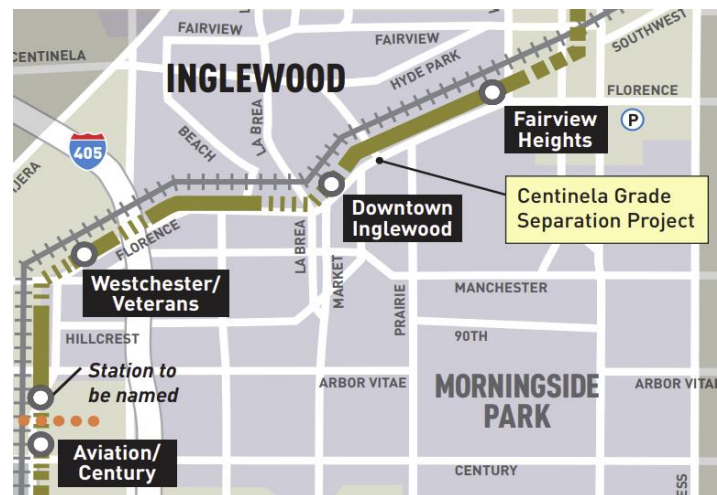 FAIRVIEW
FAIRVIEW
SOUTHWEST
CENTINELA
INGLEWOOD
HYDE PARK
FLORENCE
LA BREA
BEACH
405
Fairview
Heights
P
Centinela Grade
Separation Project
Downtown
Inglewood
FLORENCE
LA BREA
MARKET
PRAIRIE
Westchester/
Veterans
MANCHESTER
HILLCREST
90TH
Station to
be named
ARBOR VITAE
MORNINGSIDE
PARK
ARBOR VITA
Aviation/
Century
CENTURY